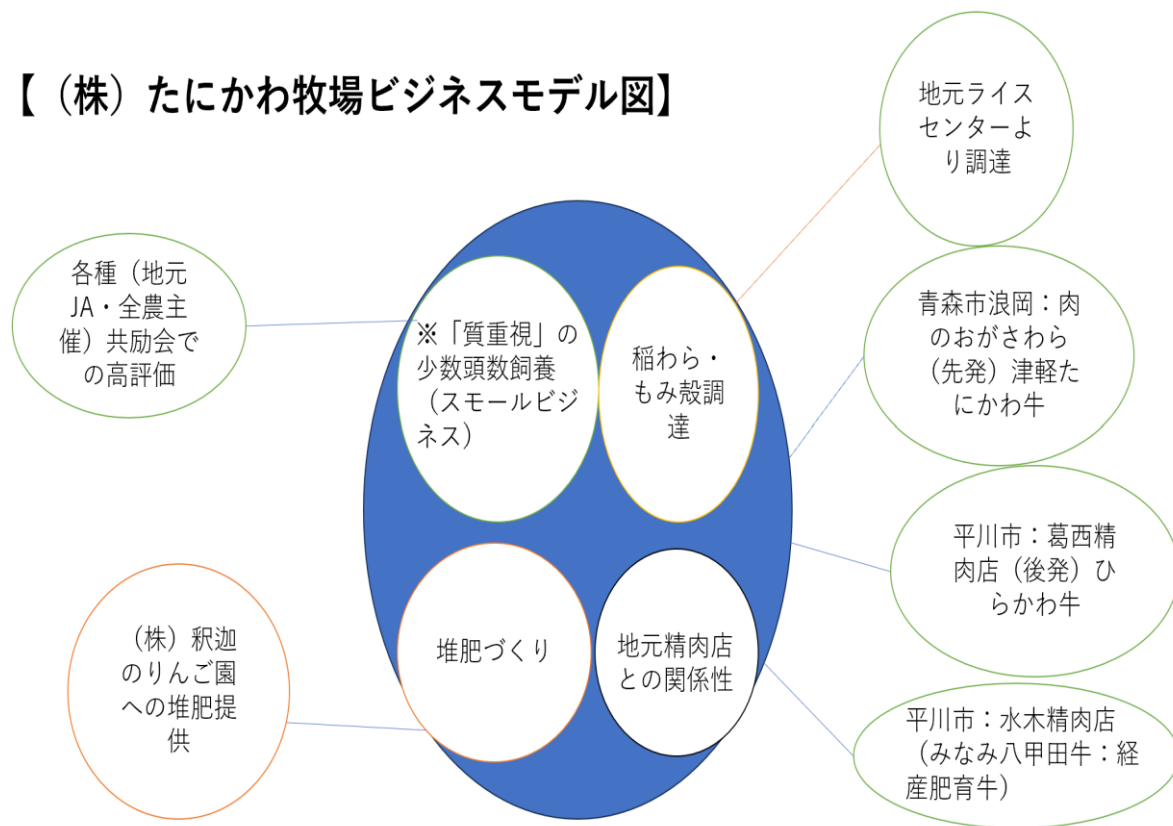 【（株）たにかわ牧場ビジネスモデル図】
地元ライス
センターよ
り調達
各種（地元
JA・全農主
催）共励会で
の高評価
※「質重視」の
少数頭数飼養
（スモールビジ
ネス）
稲わら・
もみ殻調
達
青森市浪岡：肉
のおがさわら
（先発）津軽た
にかわ牛
平川市：葛西精
肉店（後発）ひ
らかわ牛
（株）釈迦
のりんご園
への堆肥提
供
堆肥づくり
地元精肉店
との関係性
平川市：水木精肉店
（みなみ八甲田牛：経
産肥育牛）